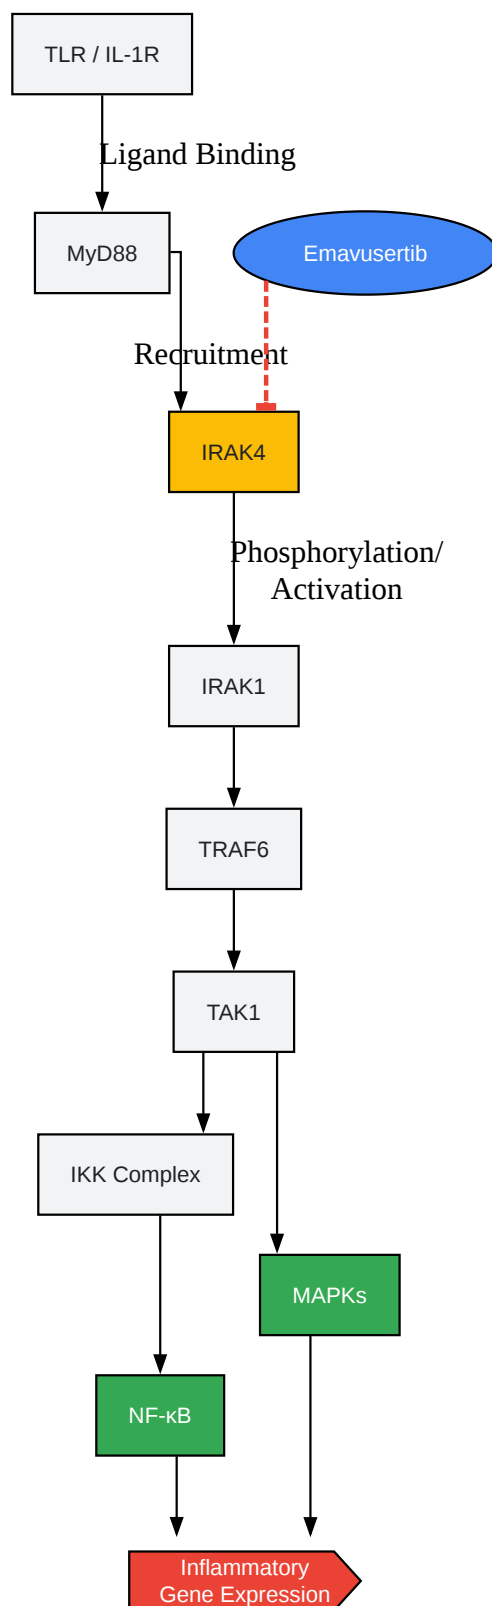 TLR / IL-1R
Ligand Binding
MyD88
Emavusertib
Recruitment
IRAK4
Phosphorylation/
Activation
IRAK1
TRAF6
TAK1
IKK Complex
MAPKs
NF-κB
Inflammatory
Gene Expression